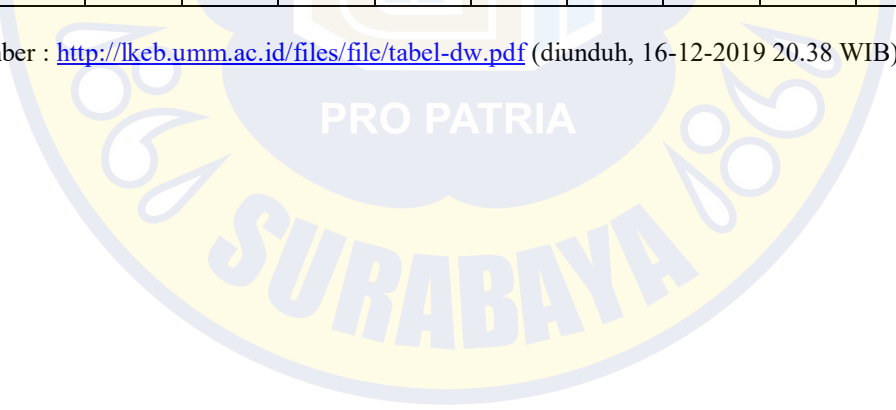 ber : http://lkeb.umm.ac.id/files/file/tabel-dw.pdf (diunduh, 16-12-2019 20.38 WIB)
PRO PATRIA
SURABAYA